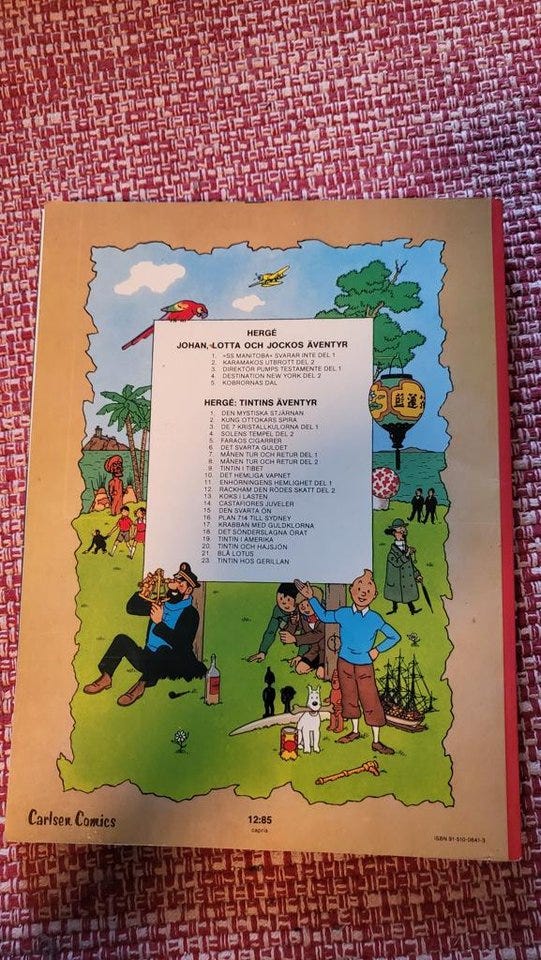 HERGÉ
JOHAN, LOTTA OCH JOCKOS ÄVENTYR
1. »SS MANITOBA» SVARAR INTE DEL 1
2. KARAMAKOS UTBROTT DEL 2
3. DIREKTÖR PUMPS TESTAMENTE DEL 1
4. DESTINATION NEW YORK DEL 2
5. KOBRORNAS DAL
HERGÉ: TINTINS ÄVENTYR
1. DEN MYSTISKA STJÄRNAN
2. KUNG OTTOKARS SPIRA
3. DE 7 KRISTALLKULORNA DEL 1
4. SOLENS TEMPEL DEL 2
5. FARAOS CIGARRER
6. DET SVARTA GULDET
7. MÅNEN TUR OCH RETUR DEL 1
8. MÅNEN TUR OCH RETUR DEL 2
9. TINTIN I TIBET
10. DET HEMLIGA VAPNET
11. ENHÖRNINGENS HEMLIGHET DEL 1
12. RACKHAM DEN RÖDES SKATT DEL 2
13. KOKS I LASTEN
14. CASTAFIORES JUVELER
15. DEN SVARTA ÖN
16. PLAN 714 TILL SYDNEY
17. KRABBAN MED GULDKLORNA
18. DET SÖNDERSLAGNA ÖRAT
19. TINTIN I AMERIKA
20. TINTIN OCH HAJSJÖN
21. BLÅ LOTUS
23. TINTIN HOS GERILLAN
Carlsen Comics
12:85
capris
ISBN 91-510-0641-3